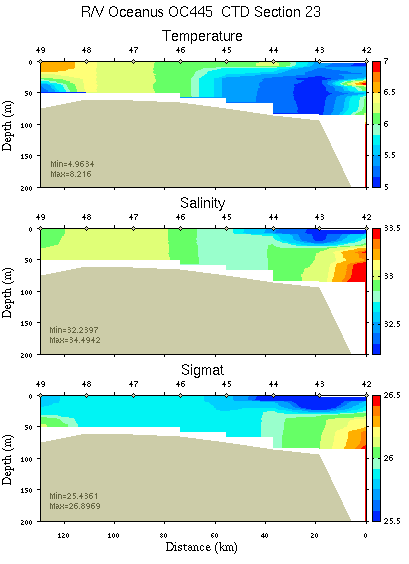 R/V Oceanus OC445 CTD Section 23
Temperature
49 48 47 46 45 44 43 42
Depth (m)
0
50
100
150
200
Min=4.9634
Max=8.216
7
6.5
6
5.5
5
Salinity
49 48 47 46 45 44 43 42
Depth (m)
0
50
100
150
200
Min=32.2397
Max=34.4942
33.5
33
32.5
Sigmat
49 48 47 46 45 44 43 42
Depth (m)
0
50
100
150
200
Min=25.4361
Max=26.8969
26.5
26
25.5
120 100 80 60 40 20 0
Distance (km)